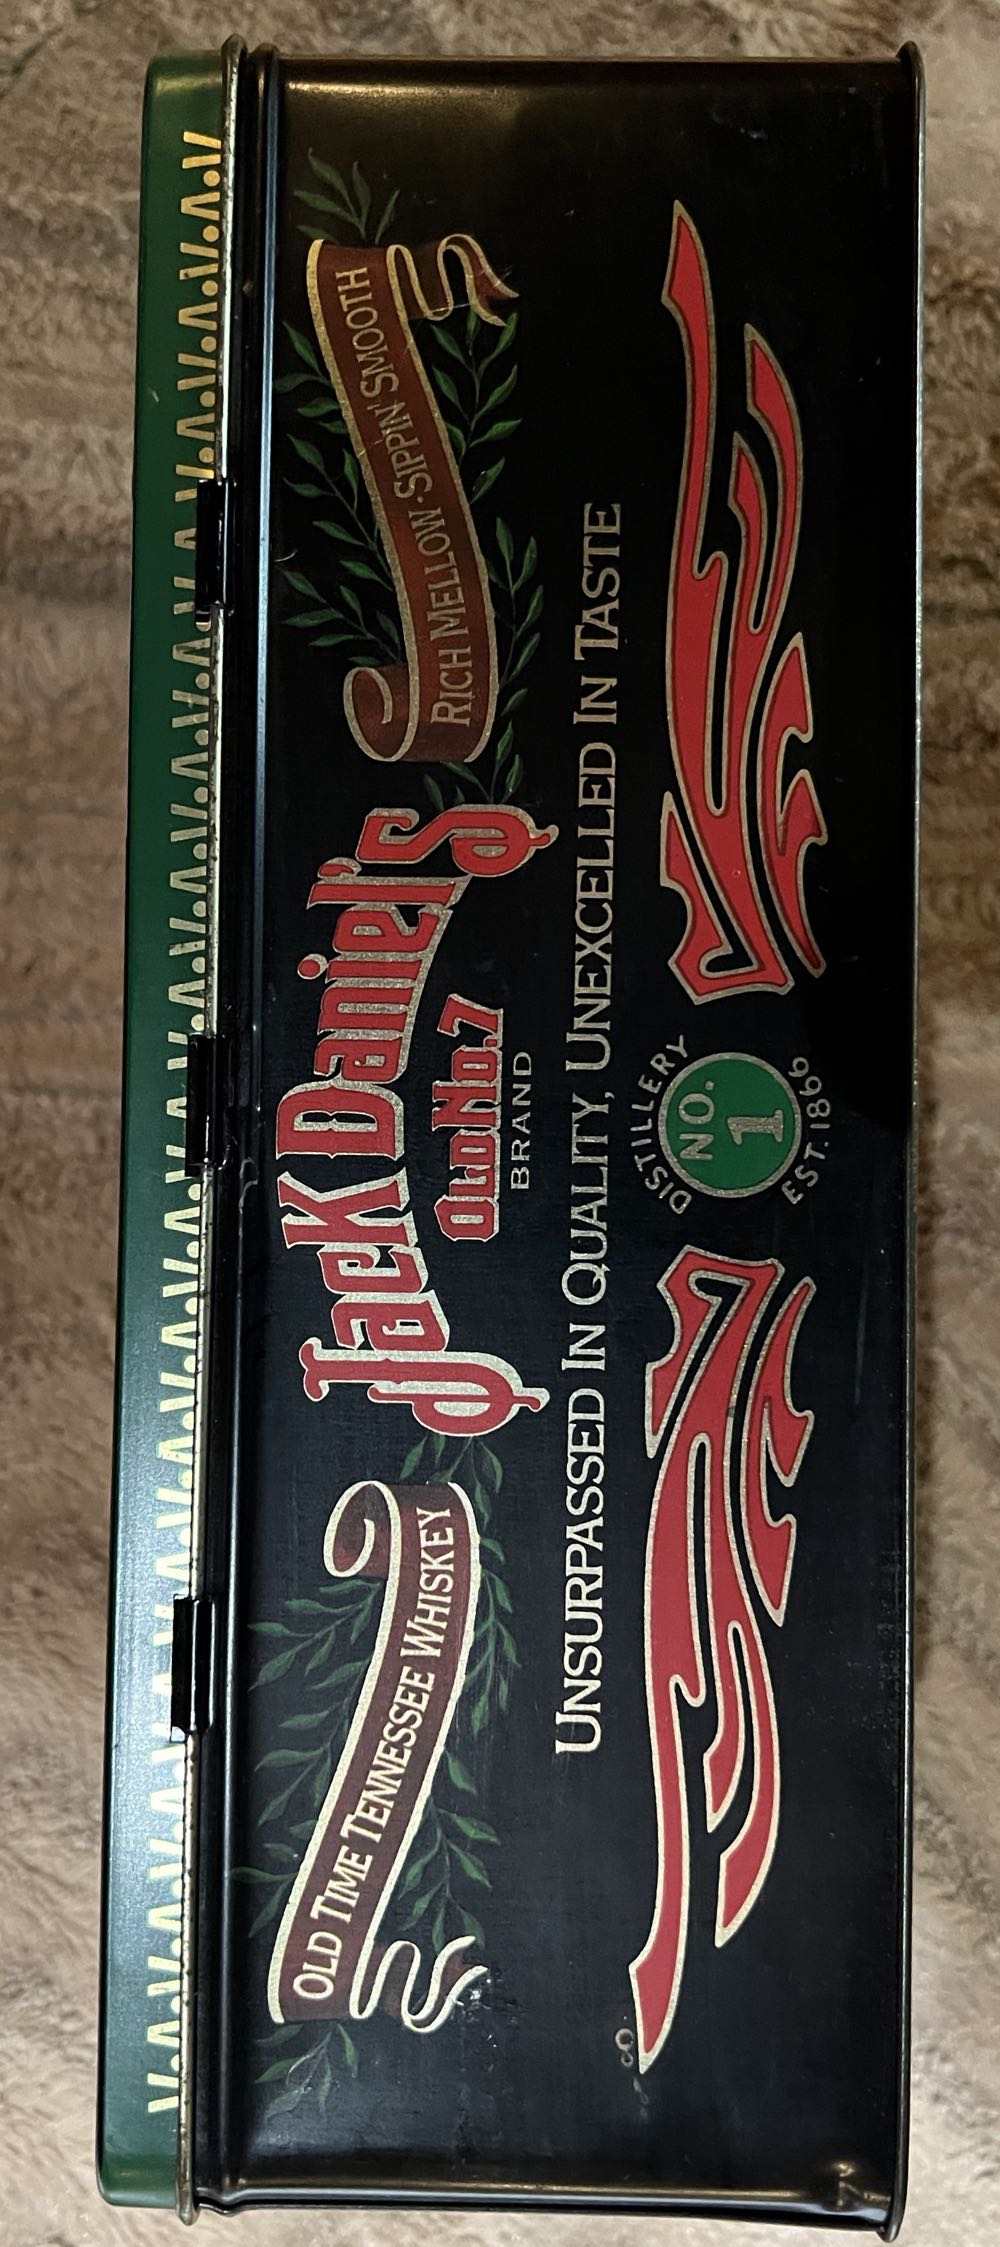 OLD TIME TENNESSEE WHISKEY
Jack Daniel's
RICH MELLOW · SIPPIN' SMOOTH
OLD No.7
BRAND
UNSURPASSED IN QUALITY, UNEXCELLED IN TASTE
DISTILLERY
NO.
1
EST. 1866